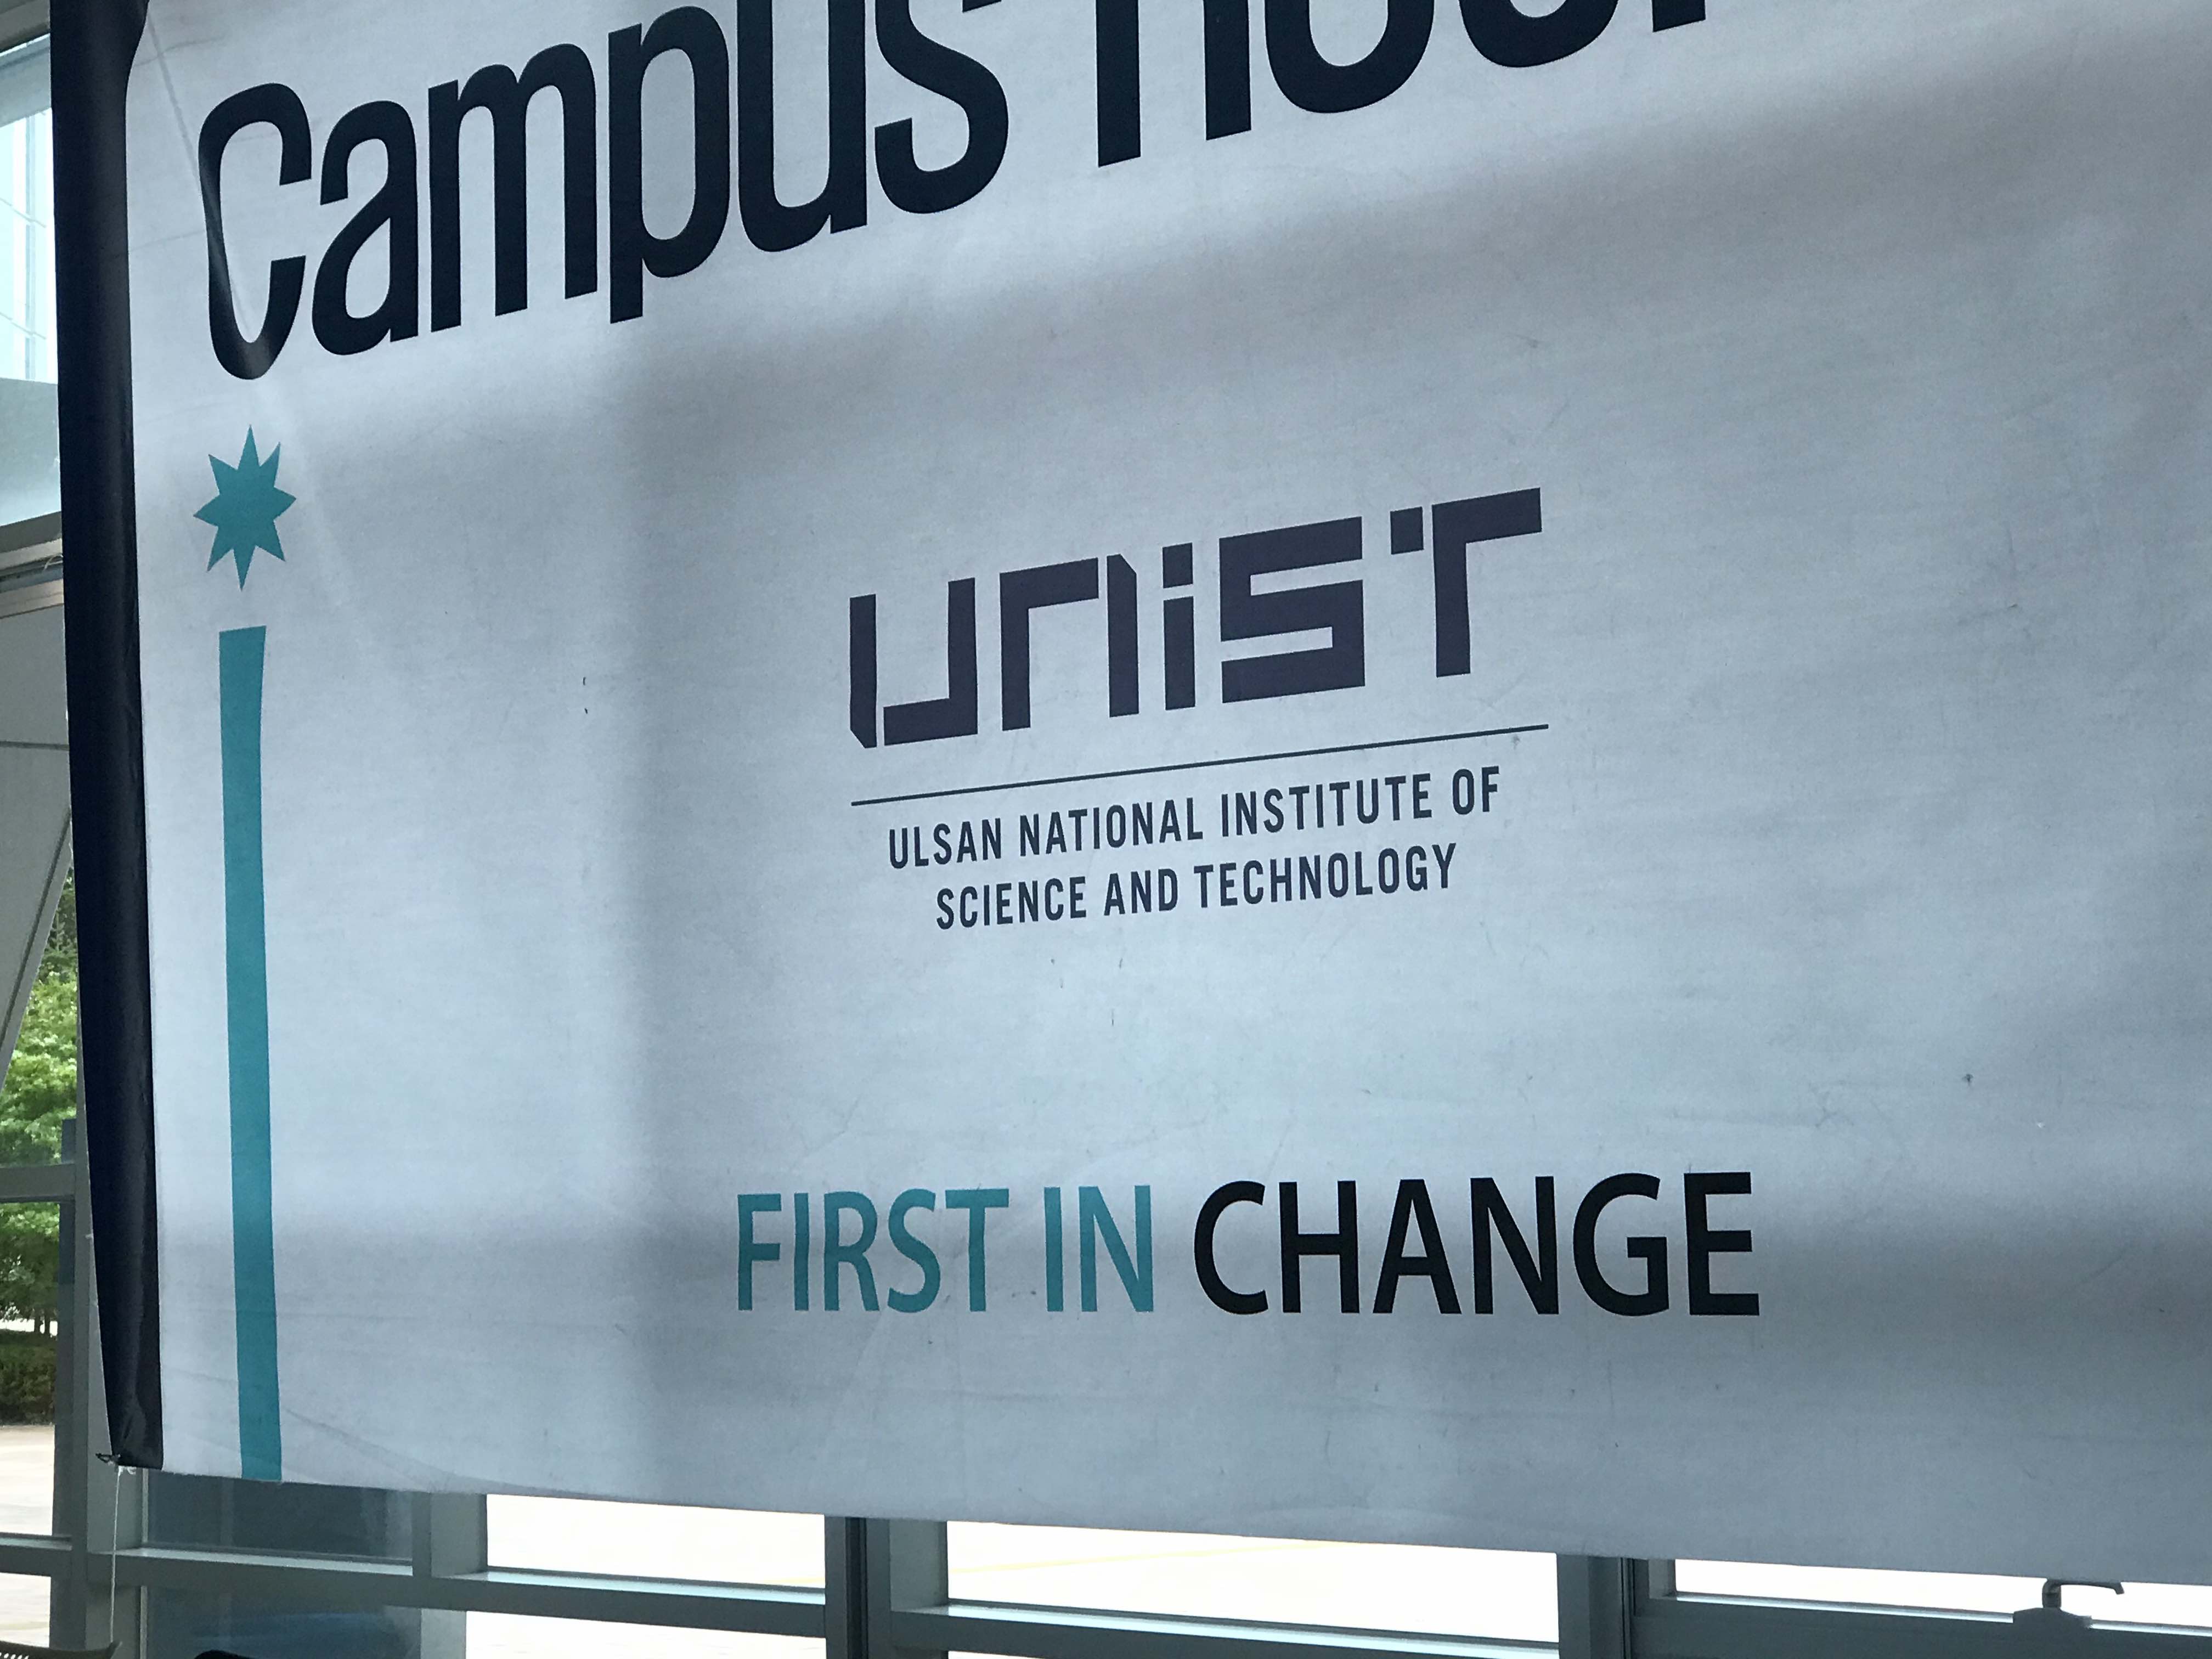 Campus
UNIST
ULSAN NATIONAL INSTITUTE OF
SCIENCE AND TECHNOLOGY
FIRST IN CHANGE